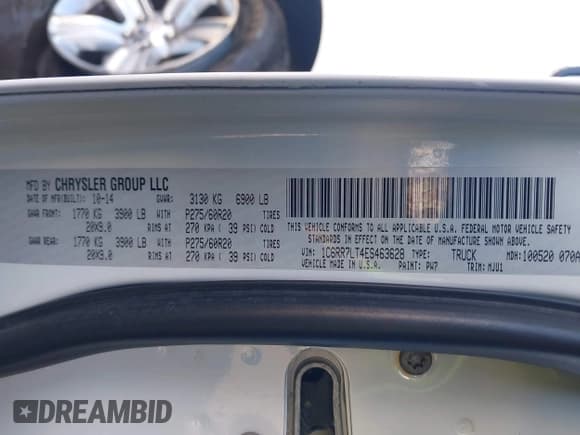 MFD BY CHRYSLER GROUP LLC
DATE OF MFR(BUILT): 10-14 GVWR: 3130 KG 6900 LB
GAWR FRONT: 1770 KG 3900 LB WITH P275/60R20 TIRES
20X9.0 RIMS AT 270 KPA ( 39 PSI) COLD
GAWR REAR: 1770 KG 3900 LB WITH P275/60R20 TIRES
20X9.0 RIMS AT 270 KPA ( 39 PSI) COLD
THIS VEHICLE CONFORMS TO ALL APPLICABLE U.S.A. FEDERAL MOTOR VEHICLE SAFETY
STANDARDS IN EFFECT ON THE DATE OF MANUFACTURE SHOWN ABOVE.
VIN: 1C6RR7LT4ES463628 TYPE: TRUCK MDH: 100520 070A
VEHICLE MADE IN U.S.A. PAINT: PW7 TRIM: MJU1
DREAMBID